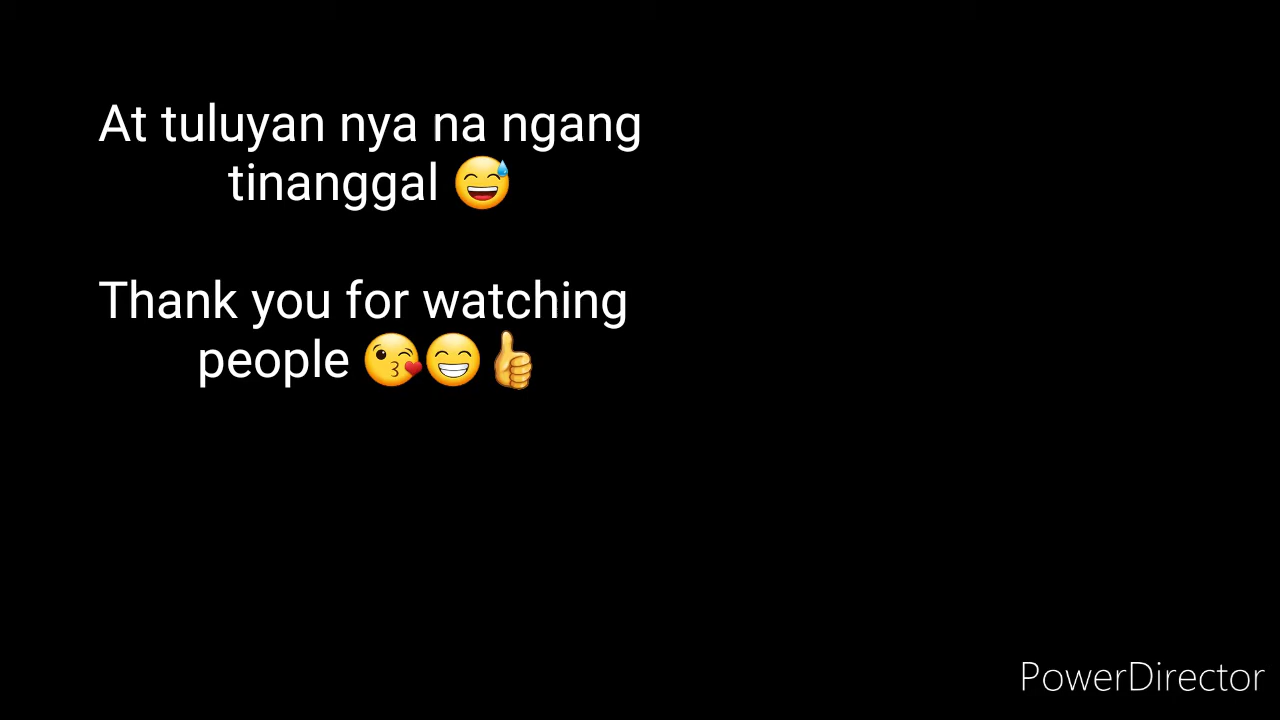 At tuluyan nya na ngang
tinanggal 😅
Thank you for watching
people 😘😁👍
PowerDirector